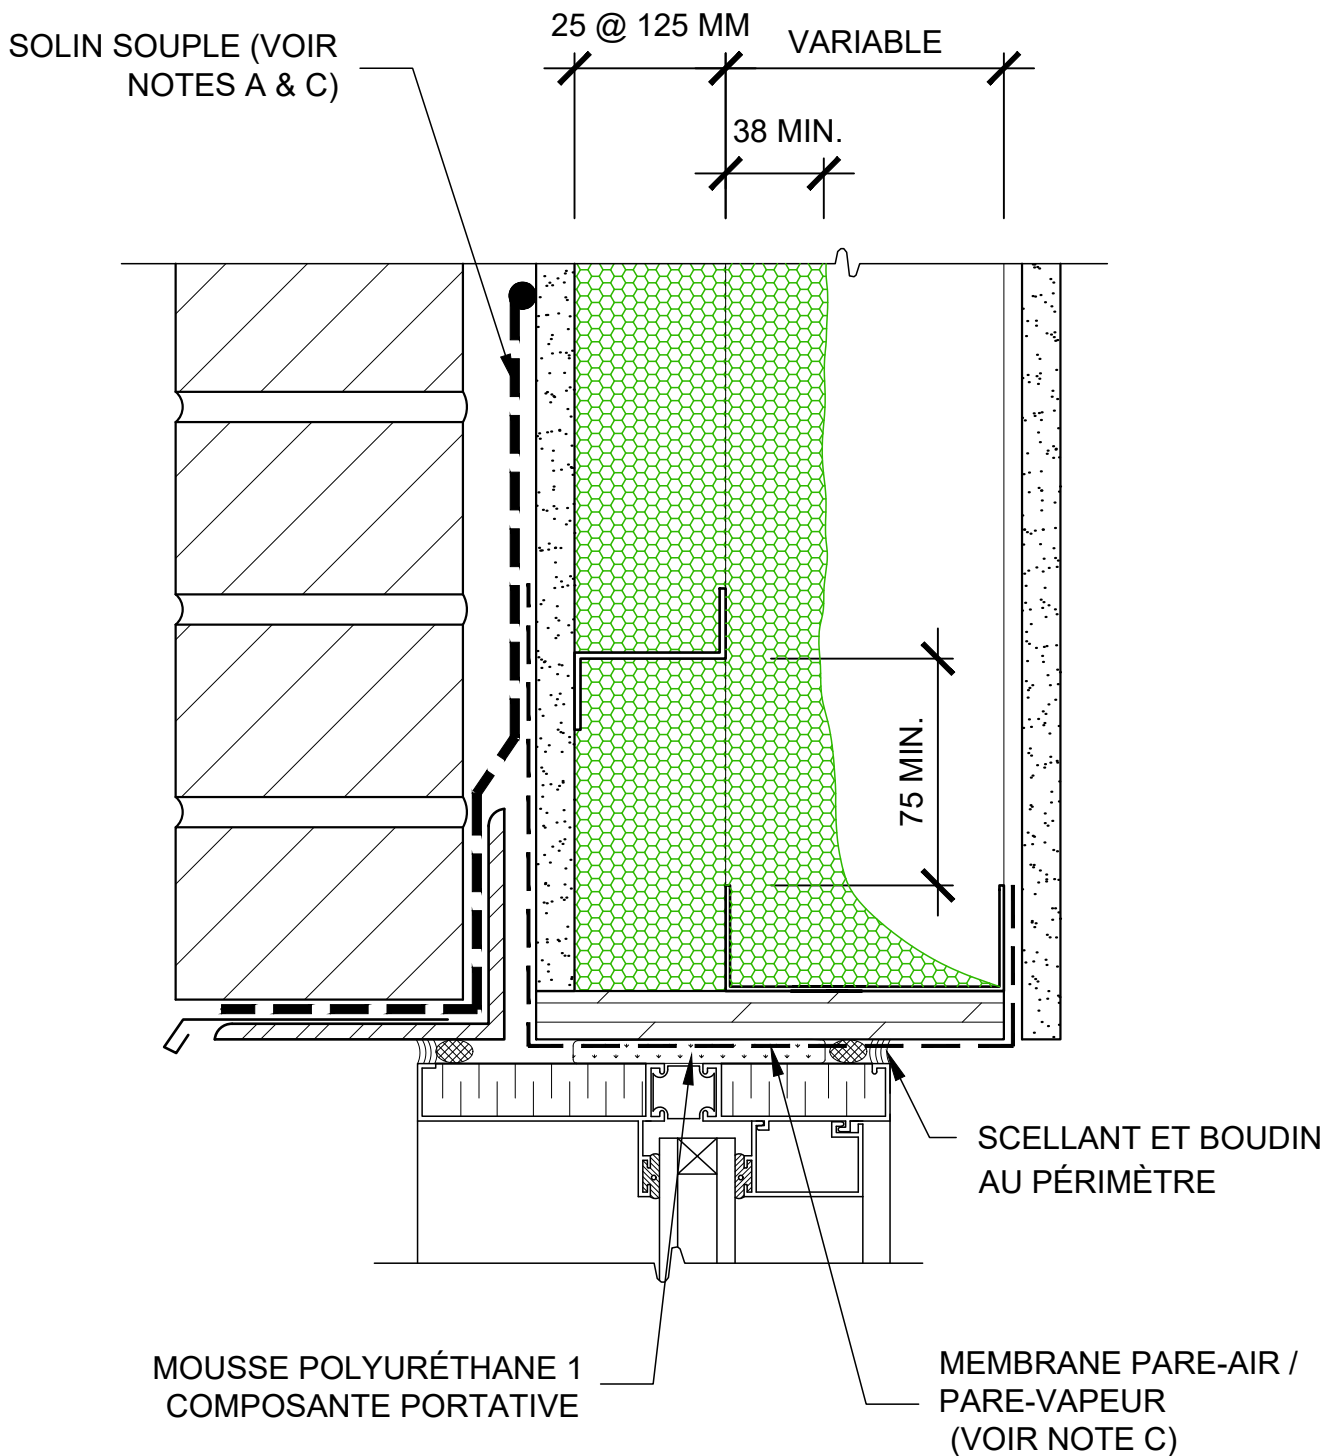 25 @ 125 MM
VARIABLE
SOLIN SOUPLE (VOIR
NOTES A & C)
38 MIN.
75 MIN.
SCELLANT ET BOUDIN
AU PÉRIMÈTRE
MOUSSE POLYURÉTHANE 1
COMPOSANTE PORTATIVE
MEMBRANE PARE-AIR /
PARE-VAPEUR
(VOIR NOTE C)